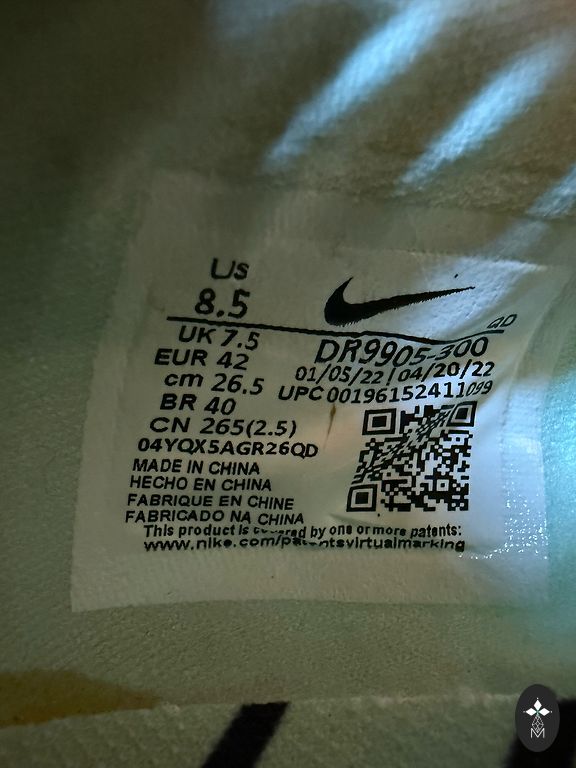 US
8.5
UK 7.5
EUR 42
cm 26.5
BR 40
CN 265(2.5)
04YQX5AGR26QD
MADE IN CHINA
HECHO EN CHINA
FABRIQUE EN CHINE
FABRICADO NA CHINA
QD
DR9905-300
01/05/22 | 04/20/22
UPC 00196152411099
This product is covered by one or more patents:
www.nike.com/patentsvirtualmarking
M